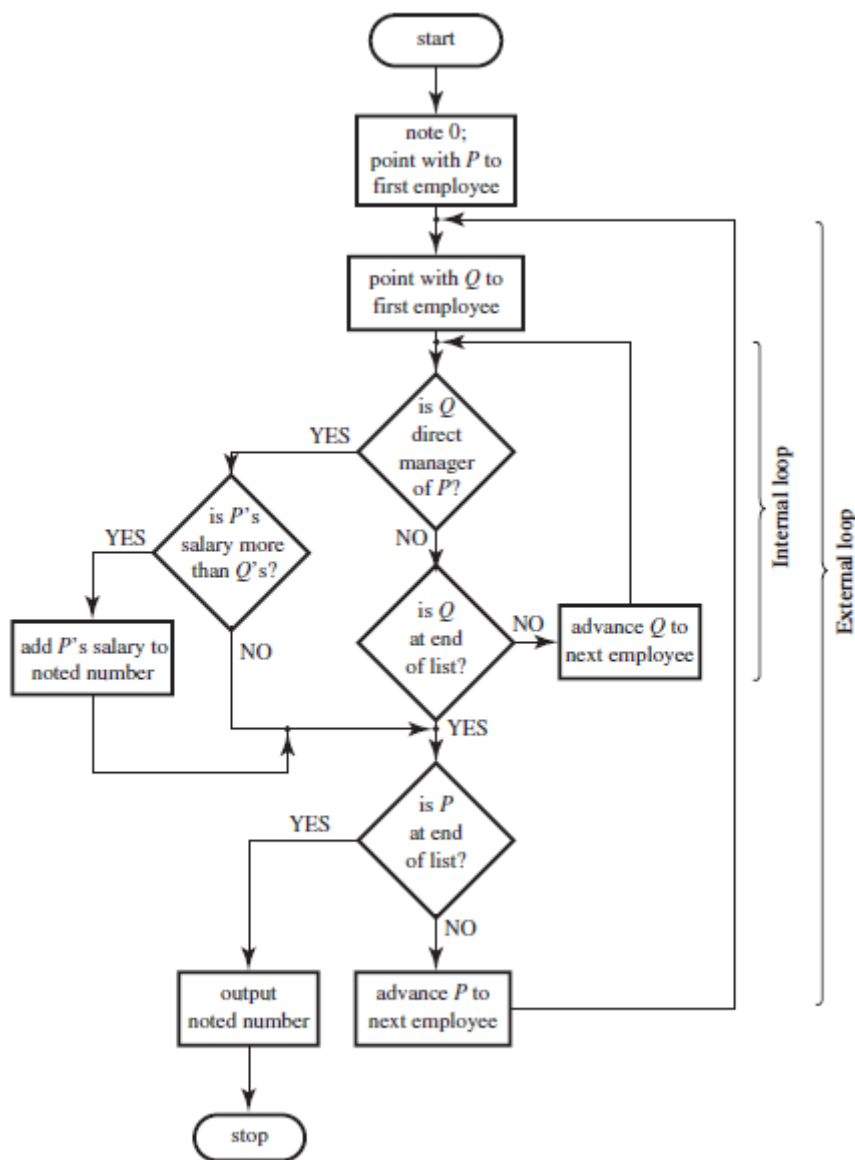 start
note 0;
point with P to
first employee
point with Q to
first employee
is Q
direct
manager
of P?
YES
NO
is P's
salary more
than Q's?
YES
NO
add P's salary to
noted number
is Q
at end
of list?
NO
YES
advance Q to
next employee
Internal loop
External loop
is P
at end
of list?
YES
NO
output
noted number
advance P to
next employee
stop